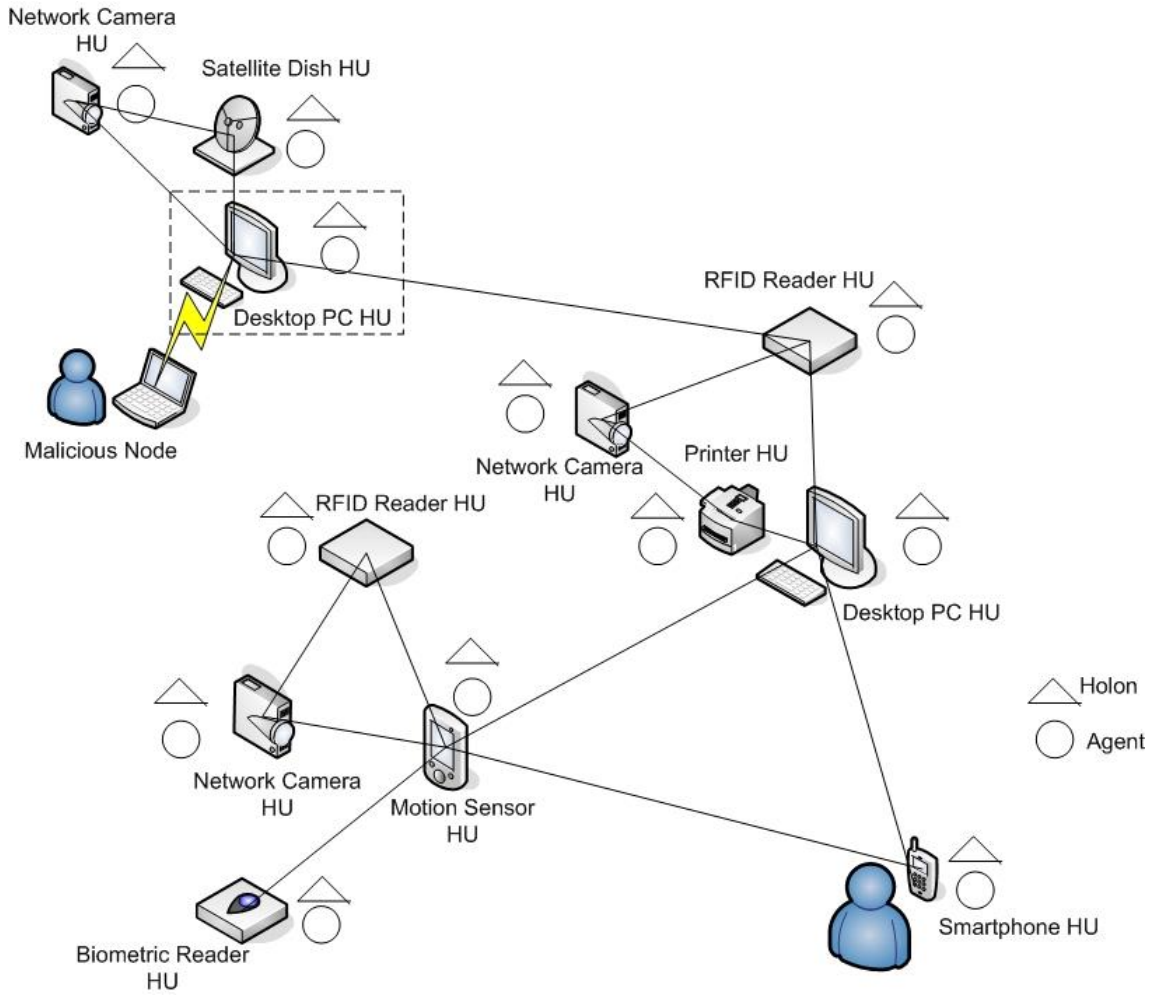 Network Camera
HU
Satellite Dish HU
Desktop PC HU
Malicious Node
RFID Reader HU
Network Camera
HU
Printer HU
Desktop PC HU
RFID Reader HU
Network Camera
HU
Motion Sensor
HU
Biometric Reader
HU
Smartphone HU
Holon
Agent